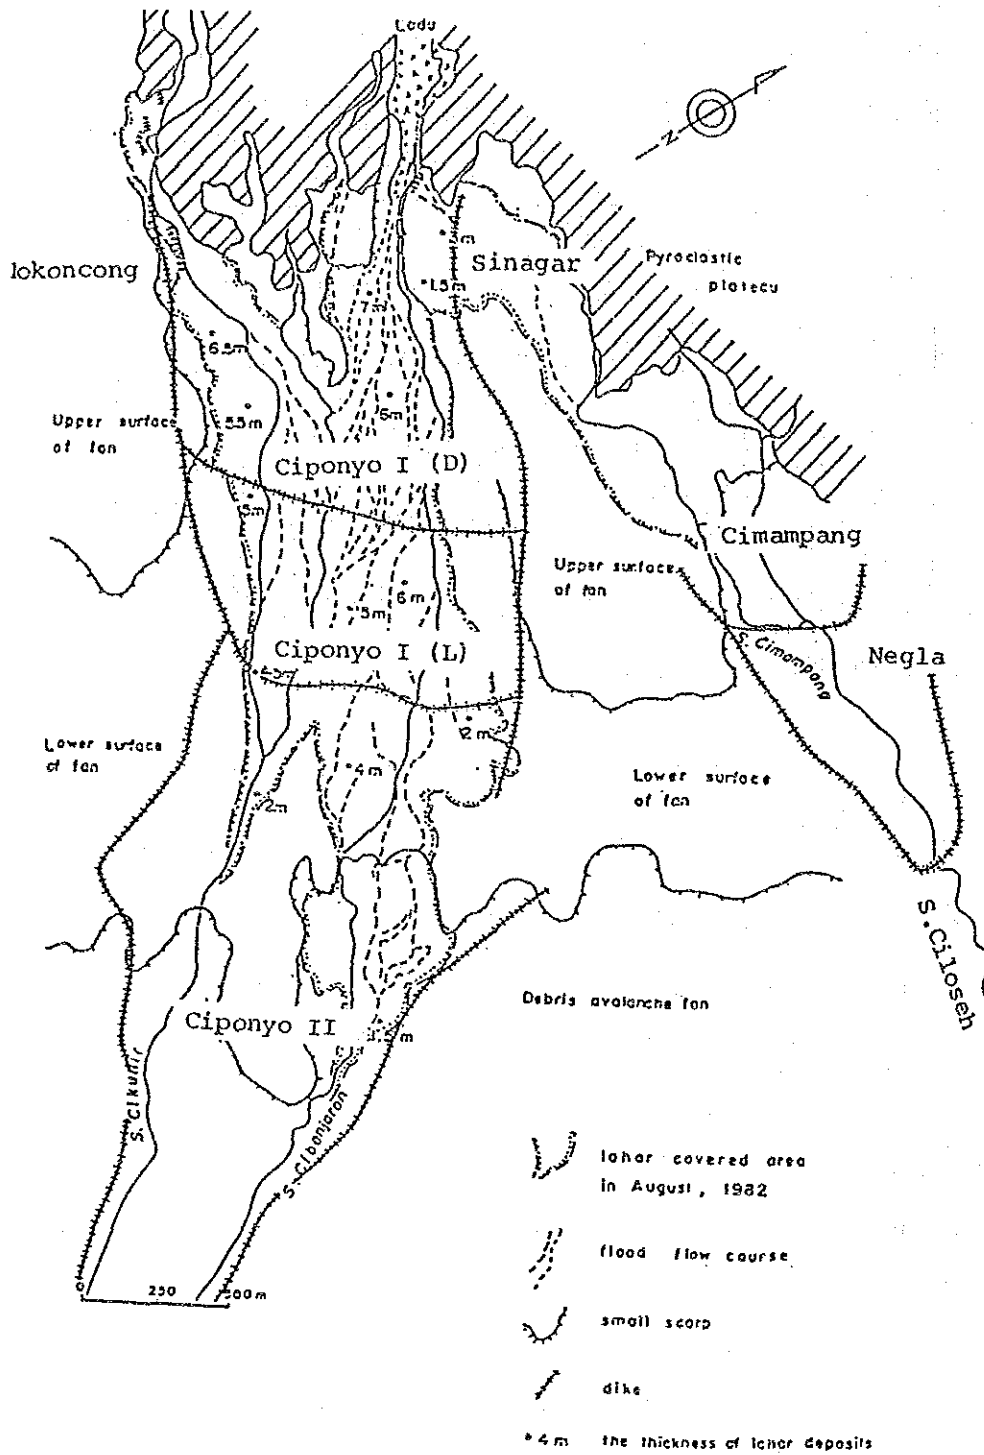 Ladu
N
Sinagar
Pyroclastic
plateau
lokoncong
m
1.5m
7m
6.5m
5.5m
6m
Upper surface
of fan
Ciponyo I (D)
5m
Cimampang
Upper surface
of fan
6m
5m
Ciponyo I (L)
S. Cimampang
Negla
2m
Lower surface
of fan
4m
2m
Lower surface
of fan
S.Ciloseh
Debris avalanche fan
Ciponyo II
m
S. Cikunir
S. Cibanjaran
lahar covered area
in August, 1982
flood flow course
0 250 500m
small scarp
dike
4m the thickness of lahar deposits